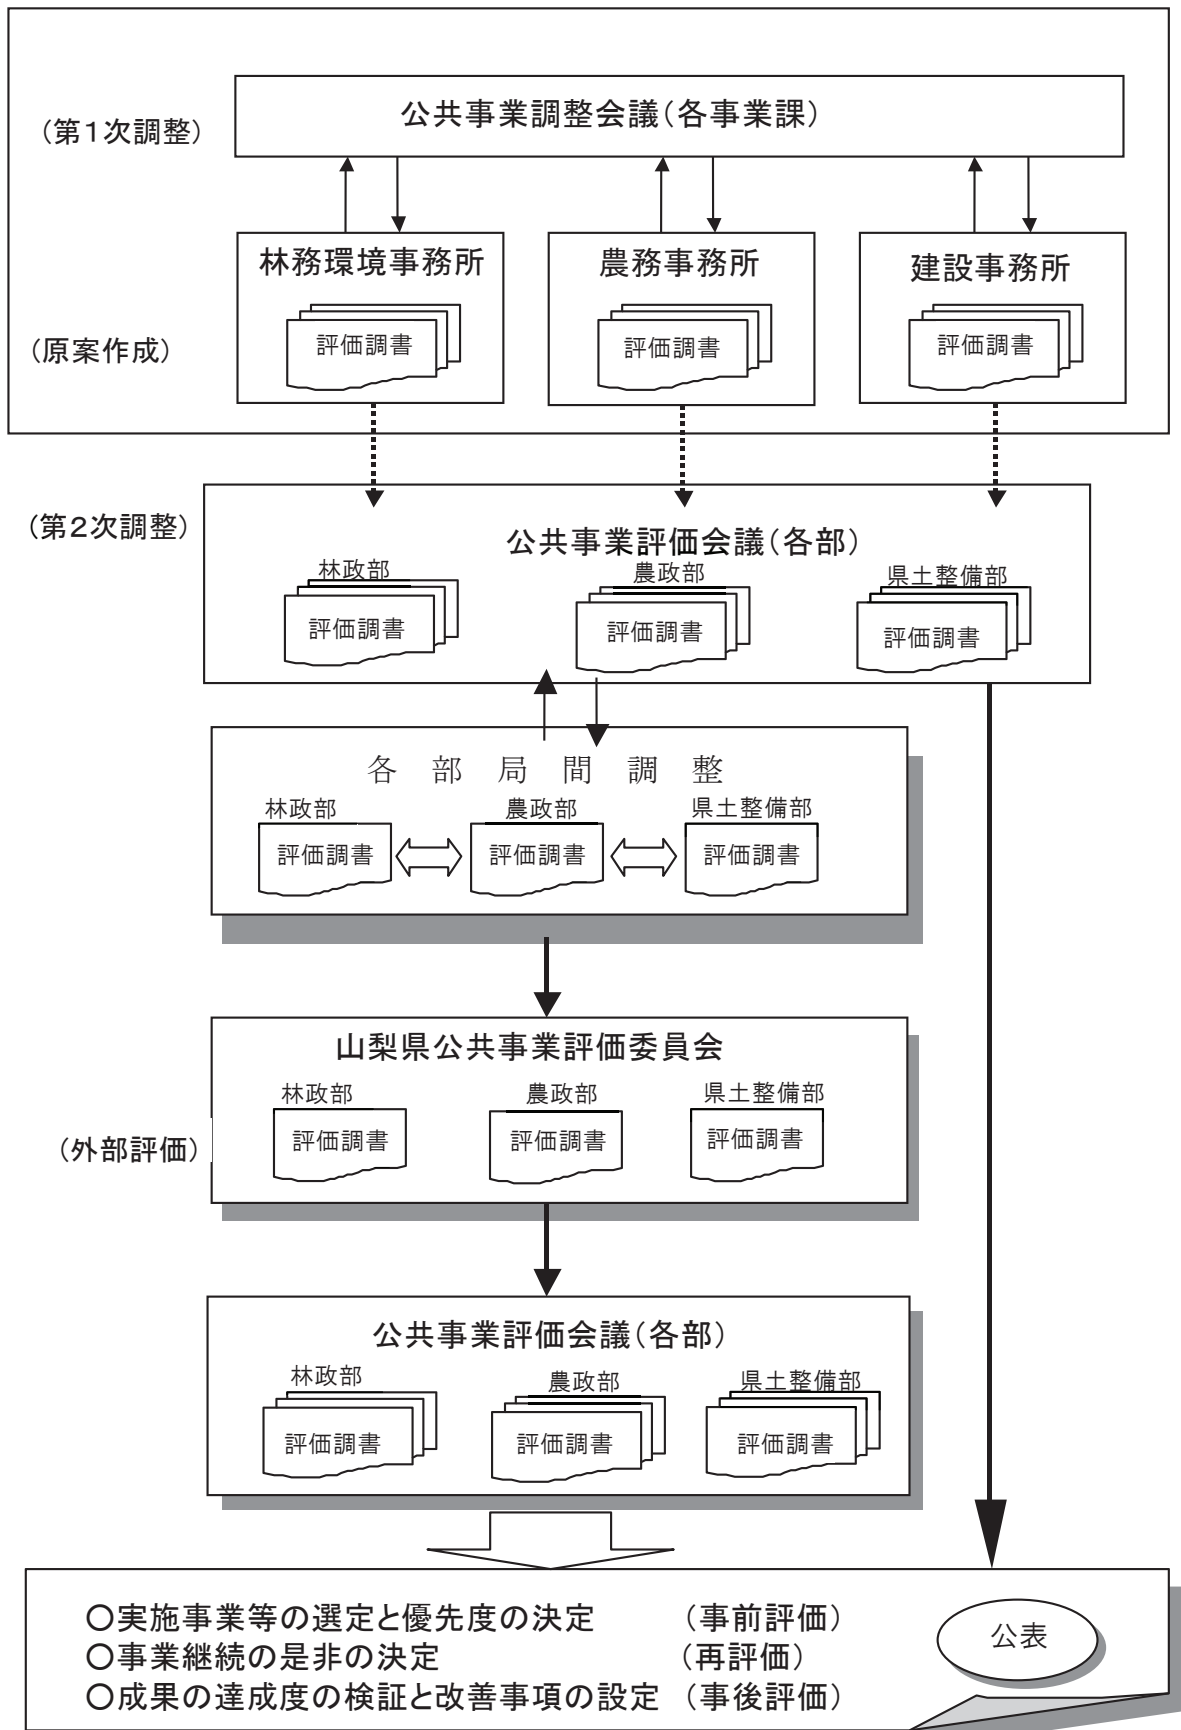 公共事業調整会議(各事業課)
(第1次調整)
林務環境事務所
農務事務所
建設事務所
(原案作成)
評価調書
評価調書
評価調書
(第2次調整)
公共事業評価会議(各部)
林政部
農政部
県土整備部
評価調書
評価調書
評価調書
各部局間調整
林政部
農政部
県土整備部
評価調書
評価調書
評価調書
山梨県公共事業評価委員会
林政部
農政部
県土整備部
(外部評価)
評価調書
評価調書
評価調書
公共事業評価会議(各部)
林政部
農政部
県土整備部
評価調書
評価調書
評価調書
○実施事業等の選定と優先度の決定 (事前評価)
○事業継続の是非の決定 (再評価)
○成果の達成度の検証と改善事項の設定 (事後評価)
公表